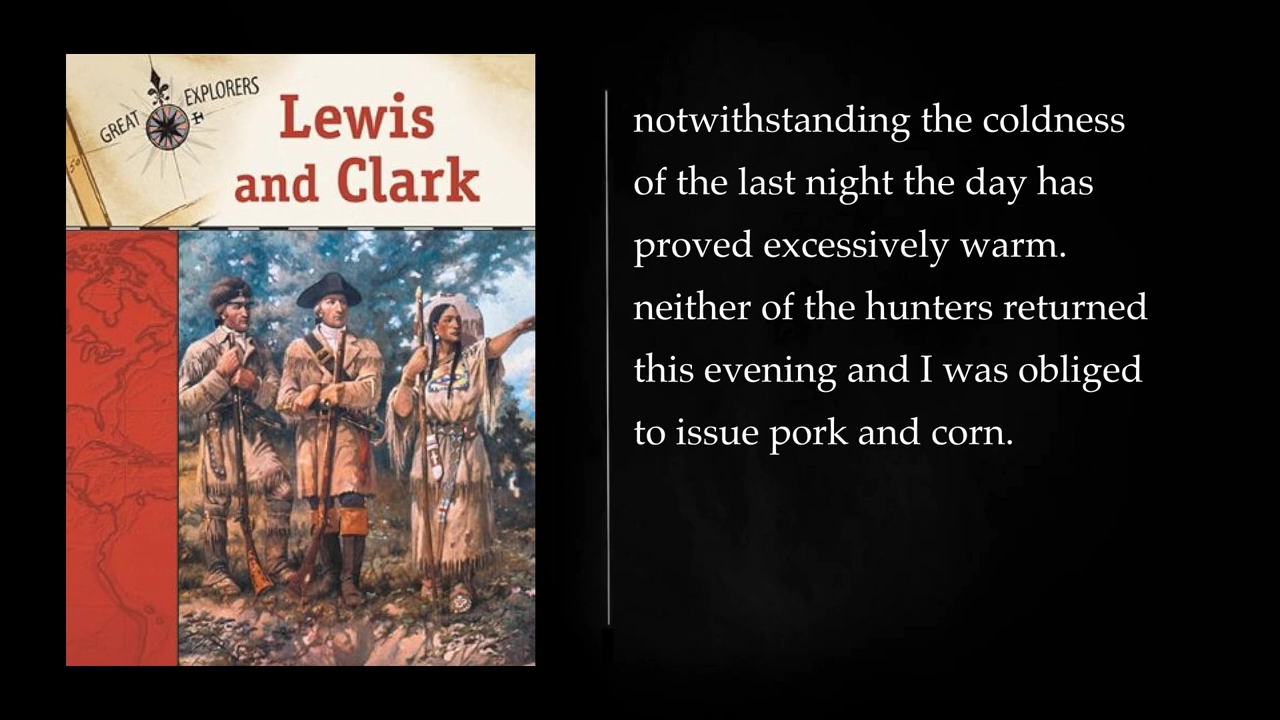 GREAT EXPLORERS
Lewis
and Clark
50
notwithstanding the coldness
of the last night the day has
proved excessively warm.
neither of the hunters returned
this evening and I was obliged
to issue pork and corn.